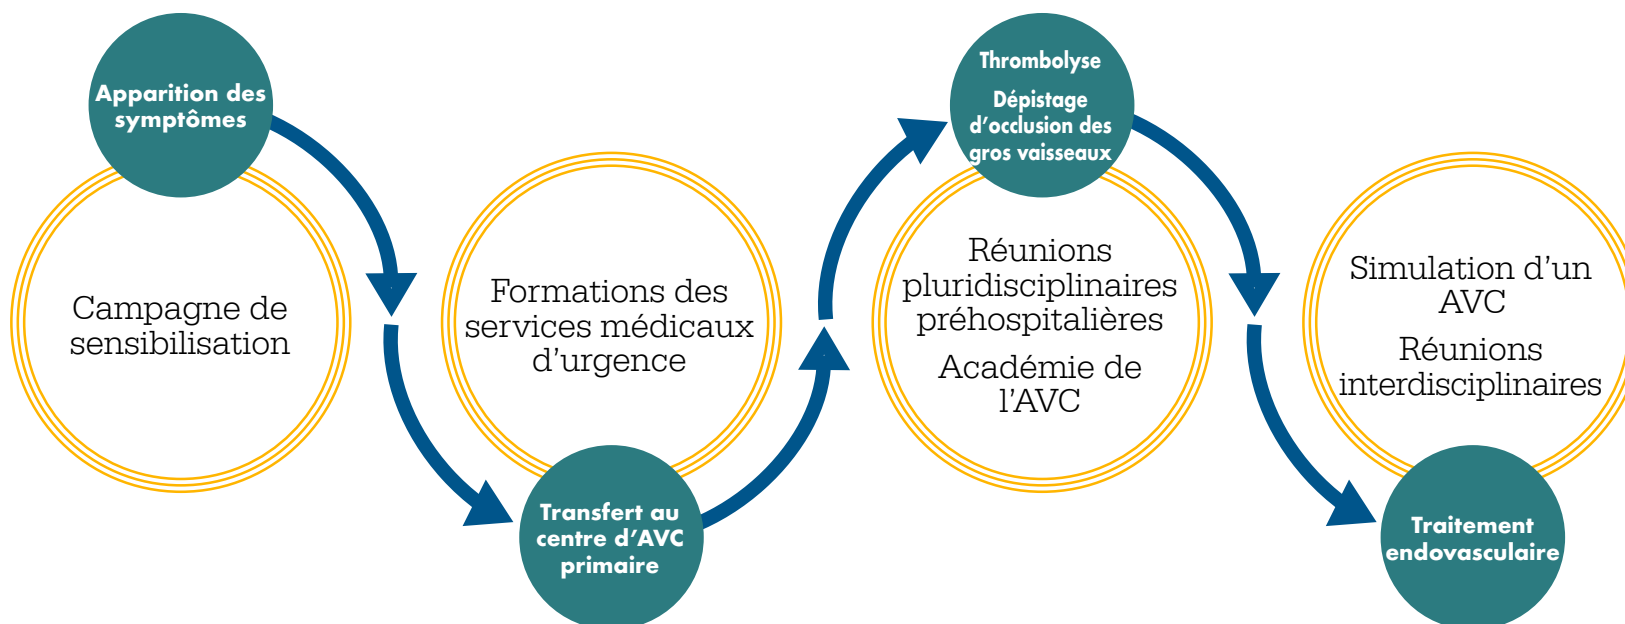 Apparition des
symptômes
Campagne de
sensibilisation
Formations des
services médicaux
d'urgence
Transfert au
centre d'AVC
primaire
Thrombolyse
Dépistage
d'occlusion des
gros vaisseaux
Réunions
pluridisciplinaires
préhospitalières
Académie de
l'AVC
Simulation d'un
AVC
Réunions
interdisciplinaires
Traitement
endovasculaire